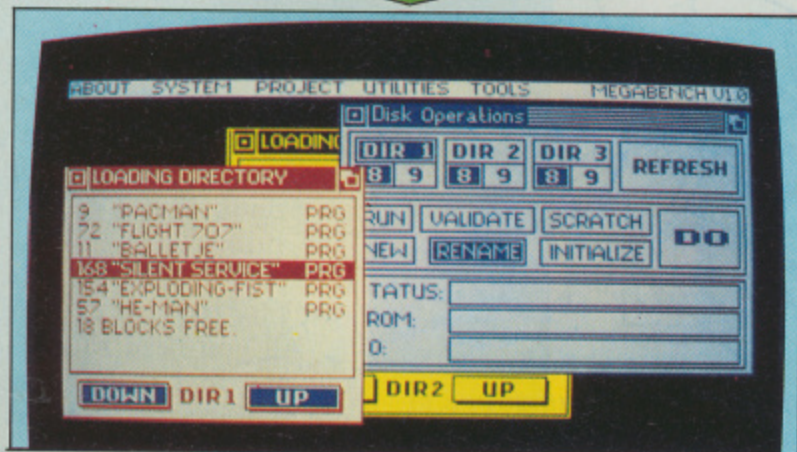 ABOUT SYSTEM PROJECT UTILITIES TOOLS MEGABENCH V1.0
Disk Operations
LOADING
DIR 1 DIR 2 DIR 3 REFRESH
8 9 8 9 8 9
LOADING DIRECTORY
9 "PACMAN" PRG
72 "FLIGHT 707" PRG
11 "BALLETJE" PRG
168 "SILENT SERVICE" PRG
154 "EXPLODING-FIST" PRG
57 "HE-MAN" PRG
18 BLOCKS FREE.
DOWN DIR 1 UP
RUN VALIDATE SCRATCH DO
NEW RENAME INITIALIZE
TATUS:
ROM:
O:
DIR2 UP